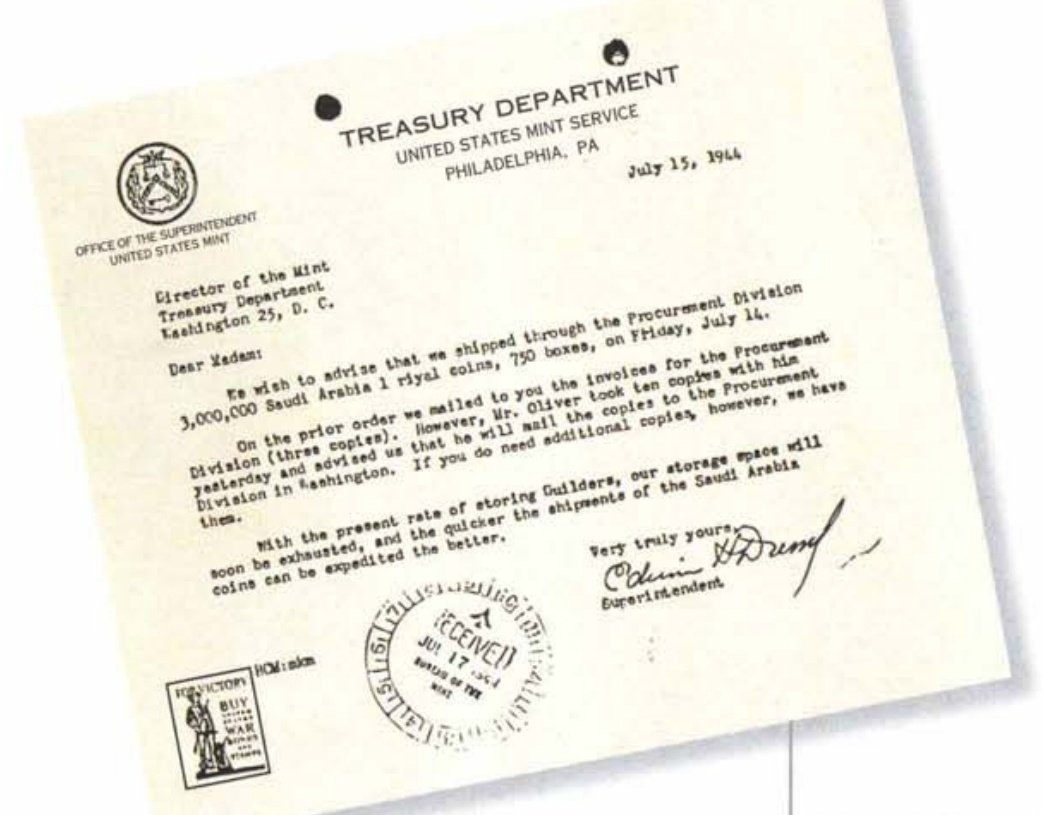 TREASURY DEPARTMENT
UNITED STATES MINT SERVICE
PHILADELPHIA, PA
July 15, 1944
OFFICE OF THE SUPERINTENDENT
UNITED STATES MINT
Director of the Mint
Treasury Department
Washington 25, D. C.
Dear Madam:
We wish to advise that we shipped through the Procurement Division
3,000,000 Saudi Arabia 1 riyal coins, 750 boxes, on Friday, July 14.
On the prior order we mailed to you the invoices for the Procurement
Division (three copies). However, Mr. Oliver took ten copies with him
yesterday and advised us that he will mail the copies to the Procurement
Division in Washington. If you do need additional copies, however, we have
them.
With the present rate of storing Guilders, our storage space will
soon be exhausted, and the quicker the shipments of the Saudi Arabia
coins can be expedited the better.
Very truly yours,
Superintendent
RECEIVED
JUL 17 1944
BUREAU OF THE
MINT
FOR VICTORY
BUY
UNITED
STATES
WAR
BONDS
AND
STAMPS